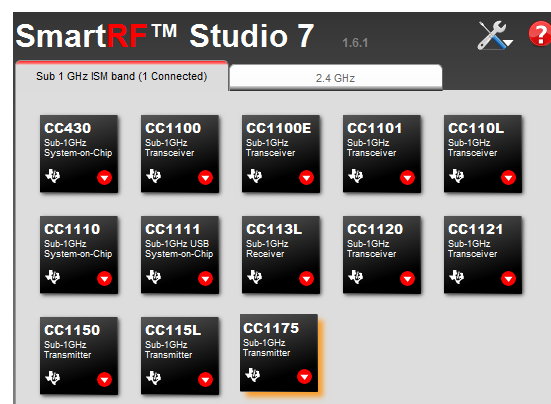 SmartRF™ Studio 7 1.6.1
Sub 1 GHz ISM band (1 Connected) 2.4 GHz
CC430 CC1100 CC1100E CC1101 CC110L
Sub-1GHz Sub-1GHz Sub-1GHz Sub-1GHz Sub-1GHz
System-on-Chip Transceiver Transceiver Transceiver Transceiver
CC1110 CC1111 CC113L CC1120 CC1121
Sub-1GHz Sub-1GHz USB Sub-1GHz Sub-1GHz Sub-1GHz
System-on-Chip System-on-Chip Receiver Transceiver Transceiver
CC1150 CC115L CC1175
Sub-1GHz Sub-1GHz Sub-1GHz
Transmitter Transmitter Transmitter